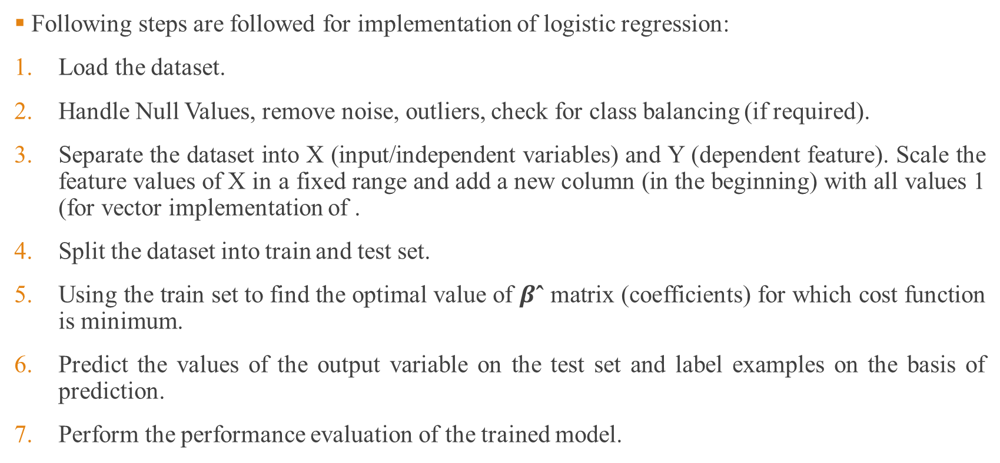 ▪ Following steps are followed for implementation of logistic regression:
1. Load the dataset.
2. Handle Null Values, remove noise, outliers, check for class balancing (if required).
3. Separate the dataset into X (input/independent variables) and Y (dependent feature). Scale the
feature values of X in a fixed range and add a new column (in the beginning) with all values 1
(for vector implementation of .
4. Split the dataset into train and test set.
5. Using the train set to find the optimal value of β̂ matrix (coefficients) for which cost function
is minimum.
6. Predict the values of the output variable on the test set and label examples on the basis of
prediction.
7. Perform the performance evaluation of the trained model.